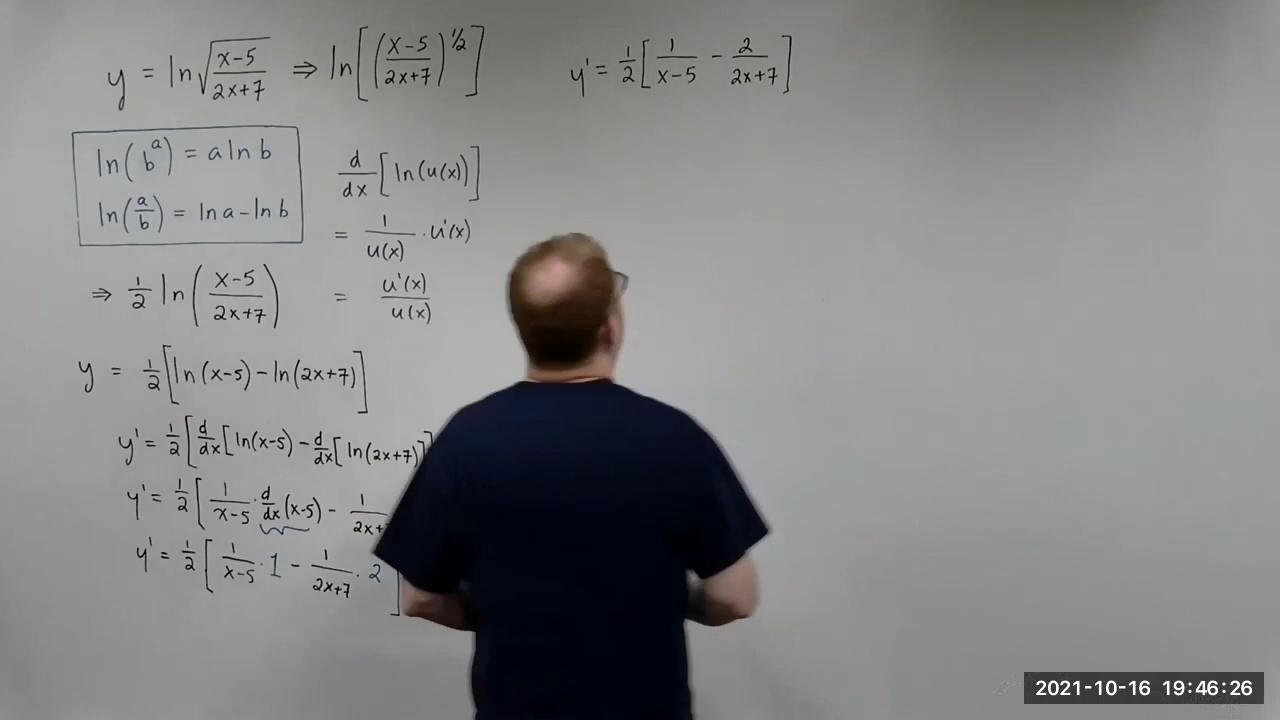 y = ln√((x-5)/(2x+7)) ⇒ ln[((x-5)/(2x+7))^1/2]
ln(b^a) = a ln b
ln(a/b) = ln a - ln b
d/dx [ln(u(x))]
= 1/u(x) · u'(x)
= u'(x)/u(x)
⇒ 1/2 ln((x-5)/(2x+7))
y = 1/2 [ln(x-5) - ln(2x+7)]
y' = 1/2 [d/dx [ln(x-5) - d/dx [ln(2x+7)]]
y' = 1/2 [1/(x-5) · d/dx (x-5) - 1/2x+
y' = 1/2 [1/(x-5) · 1 - 1/(2x+7) · 2]
y' = 1/2 [1/(x-5) - 2/(2x+7)]
2021-10-16 19:46:26